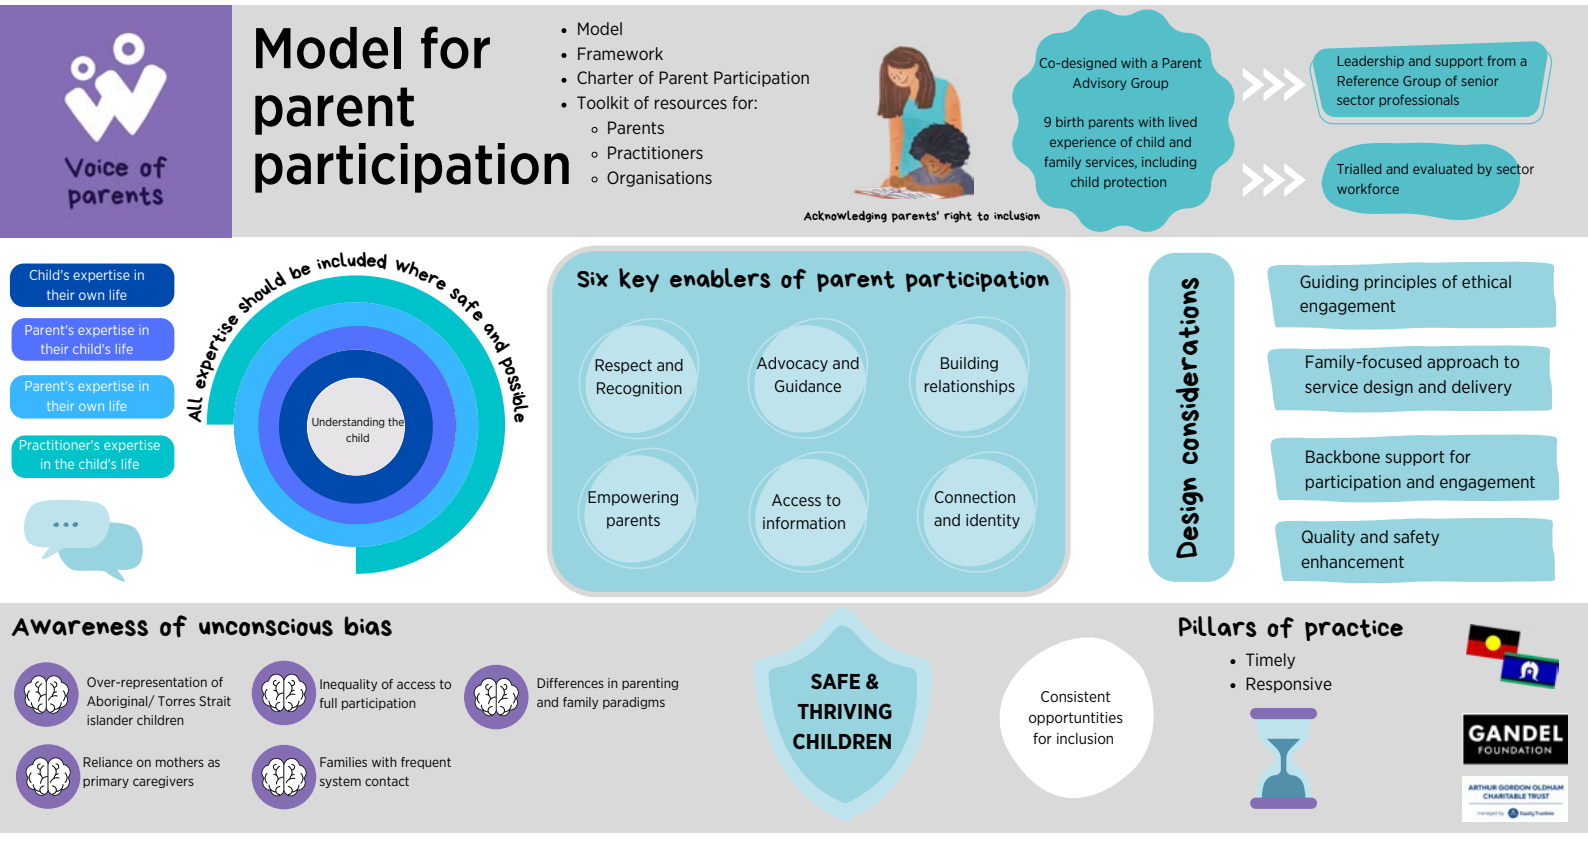 Voice of
parents
Model for
parent
participation
• Model
• Framework
• Charter of Parent Participation
• Toolkit of resources for:
◦ Parents
◦ Practitioners
◦ Organisations
Acknowledging parents' right to inclusion
Co-designed with a Parent
Advisory Group
9 birth parents with lived
experience of child and
family services, including
child protection
Leadership and support from a
Reference Group of senior
sector professionals
Trialled and evaluated by sector
workforce
Child's expertise in
their own life
Parent's expertise in
their child's life
Parent's expertise in
their own life
Practitioner's expertise
in the child's life
All expertise should be included where safe and possible
Understanding the
child
Six key enablers of parent participation
Respect and
Recognition
Advocacy and
Guidance
Building
relationships
Empowering
parents
Access to
information
Connection
and identity
Design considerations
Guiding principles of ethical
engagement
Family-focused approach to
service design and delivery
Backbone support for
participation and engagement
Quality and safety
enhancement
Awareness of unconscious bias
Over-representation of
Aboriginal/ Torres Strait
islander children
Inequality of access to
full participation
Differences in parenting
and family paradigms
Reliance on mothers as
primary caregivers
Families with frequent
system contact
SAFE &
THRIVING
CHILDREN
Consistent
opportunities
for inclusion
Pillars of practice
• Timely
• Responsive
GANDEL
FOUNDATION
ARTHUR GORDON OLDHAM
CHARITABLE TRUST
managed by Equity Trustees